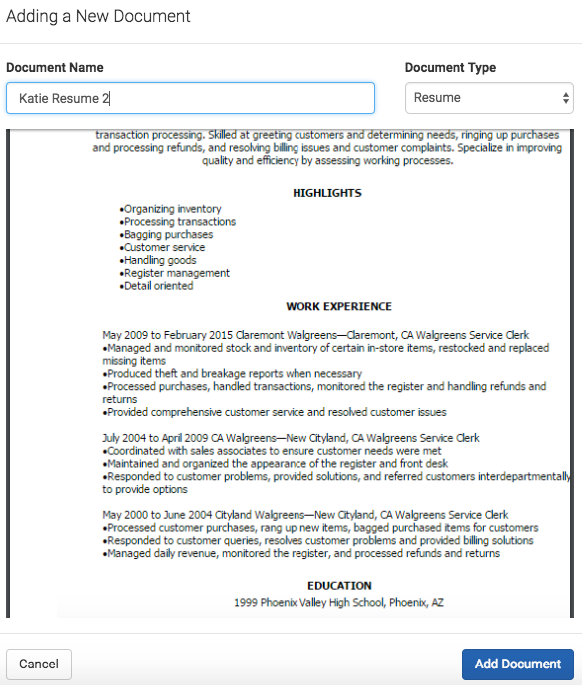 Adding a New Document
Document Name
Document Type
Katie Resume 2
Resume
transaction processing. Skilled at greeting customers and determining needs, ringing up purchases
and processing refunds, and resolving billing issues and customer complaints. Specialize in improving
quality and efficiency by assessing working processes.
HIGHLIGHTS
•Organizing inventory
•Processing transactions
•Bagging purchases
•Customer service
•Handling goods
•Register management
•Detail oriented
WORK EXPERIENCE
May 2009 to February 2015 Claremont Walgreens—Claremont, CA Walgreens Service Clerk
•Managed and monitored stock and inventory of certain in-store items, restocked and replaced
missing items
•Produced theft and breakage reports when necessary
•Processed purchases, handled transactions, monitored the register and handling refunds and
returns
•Provided comprehensive customer service and resolved customer issues
July 2004 to April 2009 CA Walgreens—New Cityland, CA Walgreens Service Clerk
•Coordinated with sales associates to ensure customer needs were met
•Maintained and organized the appearance of the register and front desk
•Responded to customer problems, provided solutions, and referred customers interdepartmentally
to provide options
May 2000 to June 2004 Cityland Walgreens—New Cityland, CA Walgreens Service Clerk
•Processed customer purchases, rang up new items, bagged purchased items for customers
•Responded to customer queries, resolves customer problems and provided billing solutions
•Managed daily revenue, monitored the register, and processed refunds and returns
EDUCATION
1999 Phoenix Valley High School, Phoenix, AZ
Cancel
Add Document